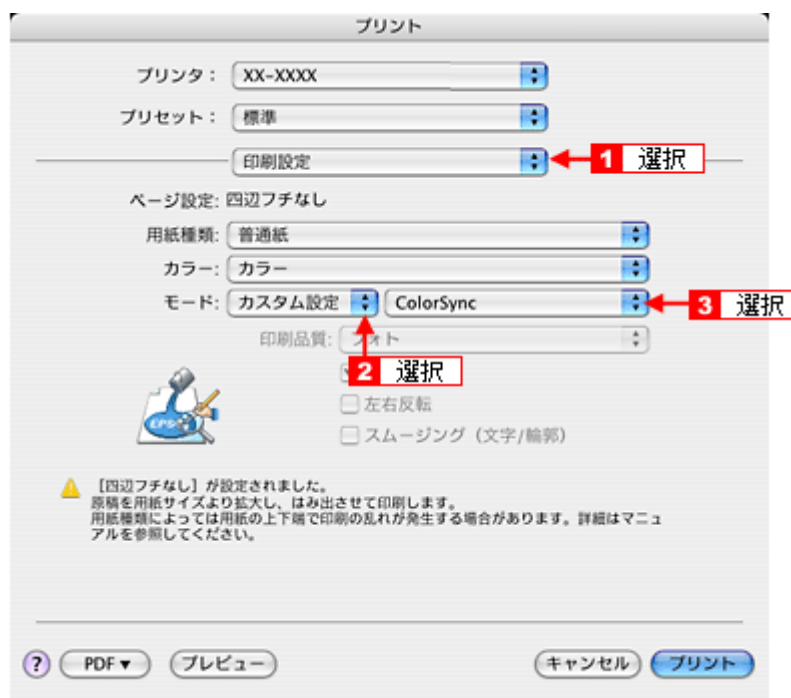 プリント
プリンタ： XX-XXXX
プリセット： 標準
印刷設定 1 選択
ページ設定: 四辺フチなし
用紙種類: 普通紙
カラー: カラー
モード: カスタム設定 ColorSync 3 選択
印刷品質: フォト
2 選択
左右反転
EPSON
スムージング（文字/輪郭）
［四辺フチなし］が設定されました。
原稿を用紙サイズより拡大し、はみ出させて印刷します。
用紙種類によっては用紙の上下端で印刷の乱れが発生する場合があります。詳細はマニュ
アルを参照してください。
? PDF▼ プレビュー キャンセル プリント